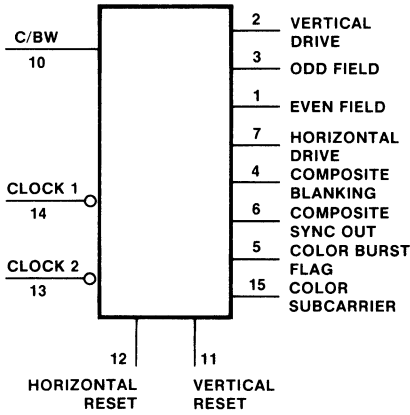 C/BW
10
CLOCK 1
14
CLOCK 2
13
2
VERTICAL
DRIVE
3
ODD FIELD
1
EVEN FIELD
7
HORIZONTAL
DRIVE
4
COMPOSITE
BLANKING
6
COMPOSITE
SYNC OUT
5
COLOR BURST
FLAG
15
COLOR
SUBCARRIER
12
HORIZONTAL
RESET
11
VERTICAL
RESET